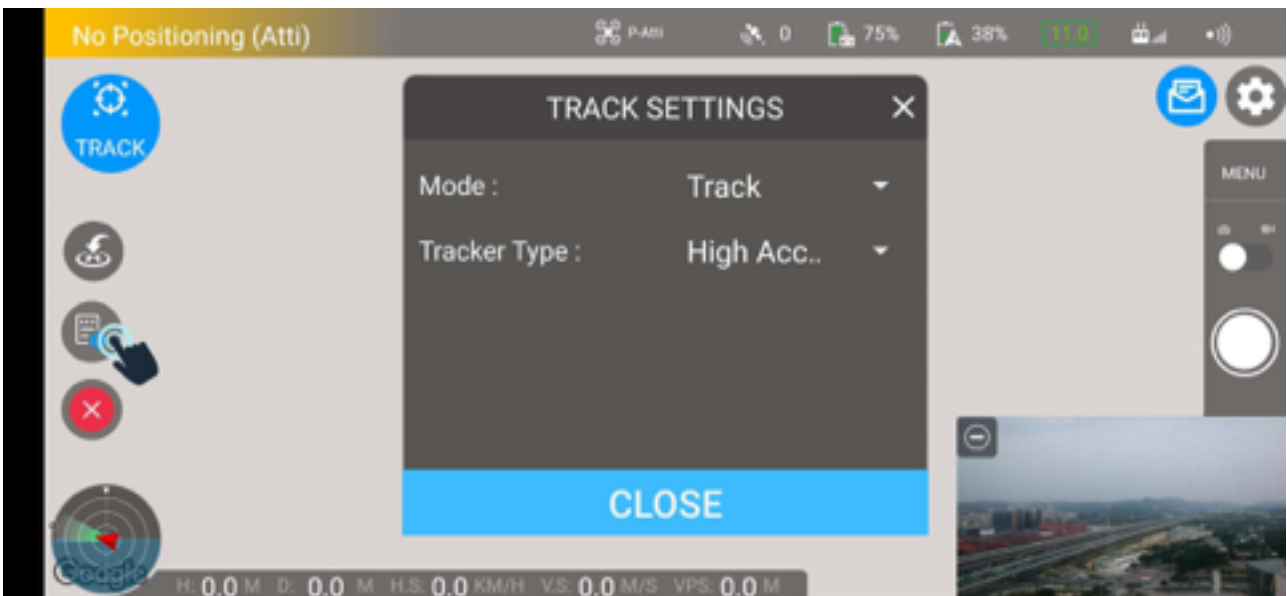 No Positioning (Atti) P-Atti 0 75% 38% 11.0
TRACK
TRACK SETTINGS
MENU
Mode : Track
Tracker Type : High Acc..
CLOSE
Google
H: 0.0 M D: 0.0 M H.S: 0.0 KM/H V.S: 0.0 M/S VPS: 0.0 M